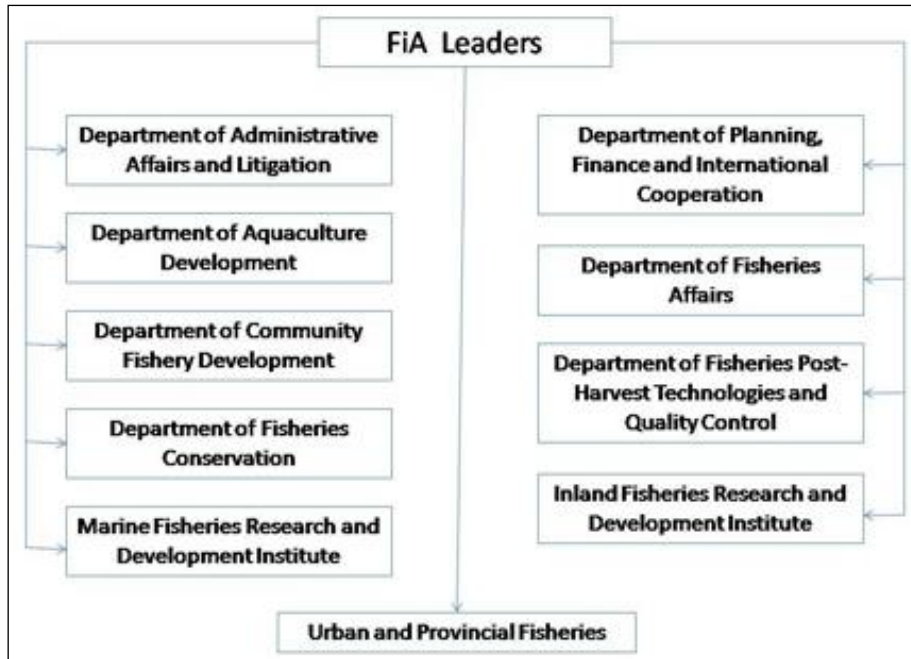 FiA Leaders
Department of Administrative
Affairs and Litigation
Department of Aquaculture
Development
Department of Community
Fishery Development
Department of Fisheries
Conservation
Marine Fisheries Research and
Development Institute
Department of Planning,
Finance and International
Cooperation
Department of Fisheries
Affairs
Department of Fisheries Post-
Harvest Technologies and
Quality Control
Inland Fisheries Research and
Development Institute
Urban and Provincial Fisheries